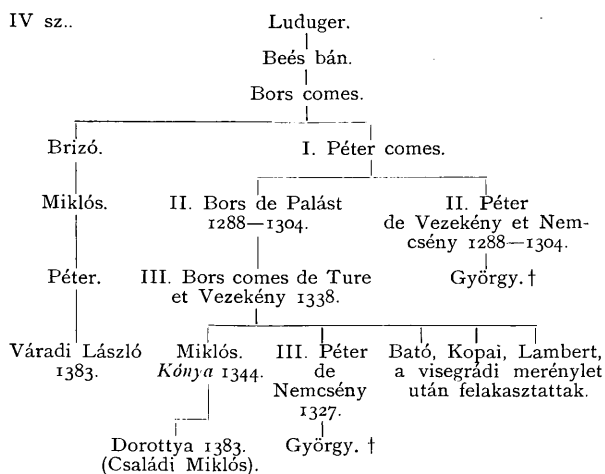 IV sz..
Luduger.
Beés bán.
Bors comes.
Brizó.
I. Péter comes.
Miklós.
II. Bors de Palást
1288—1304.
II. Péter
de Vezekény et Nem-
csény 1288—1304.
Péter.
III. Bors comes de Ture
et Vezekény 1338.
György. †
Váradi László
1383.
Miklós.
Kónya 1344.
III. Péter
de
Nemcsény
1327.
Bató, Kopai, Lambert,
a visegrádi merénylet
után felakasztattak.
Dorottya 1383.
(Családi Miklós).
György. †